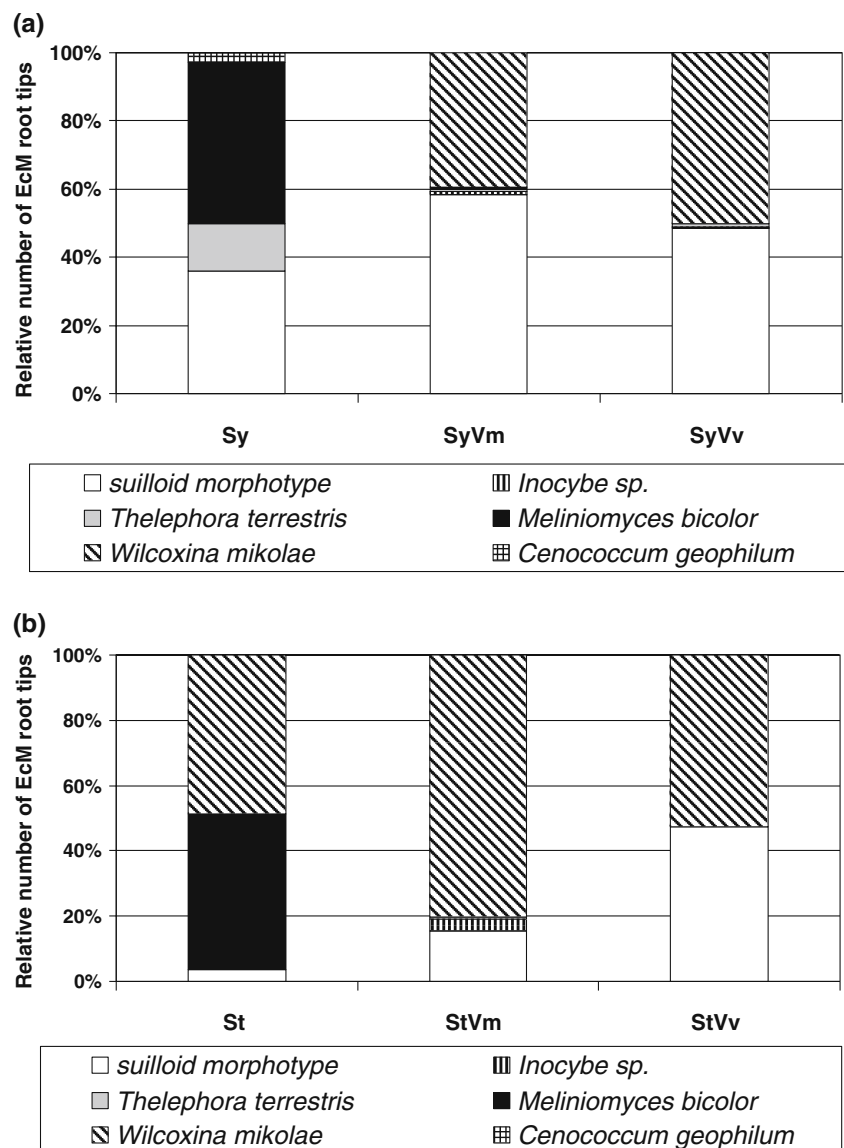 (a)
Relative number of EcM root tips
100%
80%
60%
40%
20%
0%
Sy SyVm SyVv
suilloid morphotype Inocybe sp.
Thelephora terrestris Meliniomyces bicolor
Wilcoxina mikolae Cenococcum geophilum
(b)
Relative number of EcM root tips
100%
80%
60%
40%
20%
0%
St StVm StVv
suilloid morphotype Inocybe sp.
Thelephora terrestris Meliniomyces bicolor
Wilcoxina mikolae Cenococcum geophilum